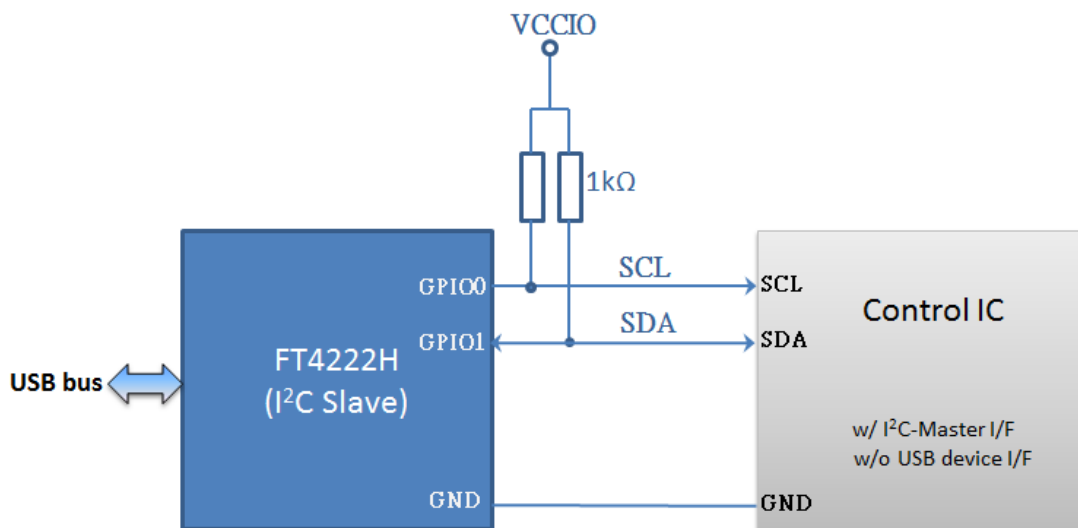 VCCIO
1kΩ
GPIO0
SCL
SCL
Control IC
GPIO1
SDA
SDA
FT4222H
(I²C Slave)
USB bus
w/ I²C-Master I/F
w/o USB device I/F
GND
GND